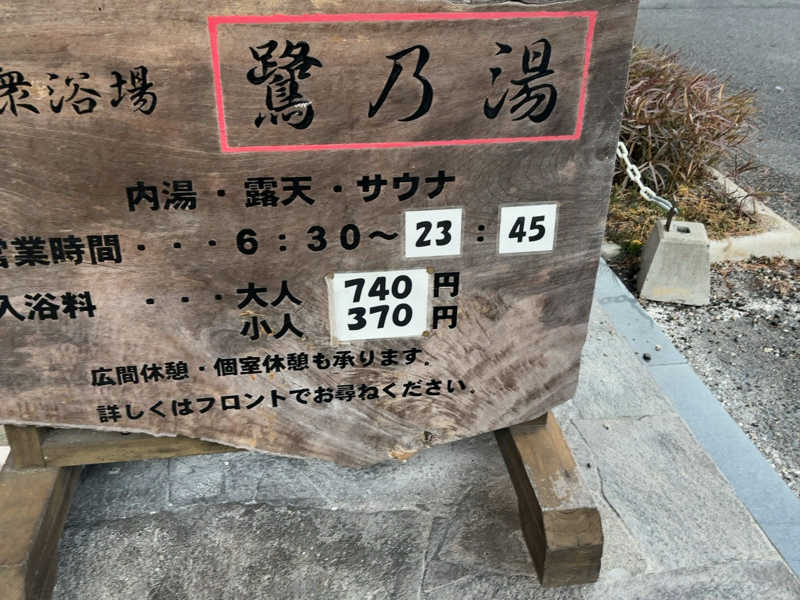 衆浴場 鷺乃湯
内湯・露天・サウナ
営業時間・・・6:30～23:45
入浴料 ・・・大人 740円
小人 370円
広間休憩・個室休憩も承ります.
詳しくはフロントでお尋ねください.